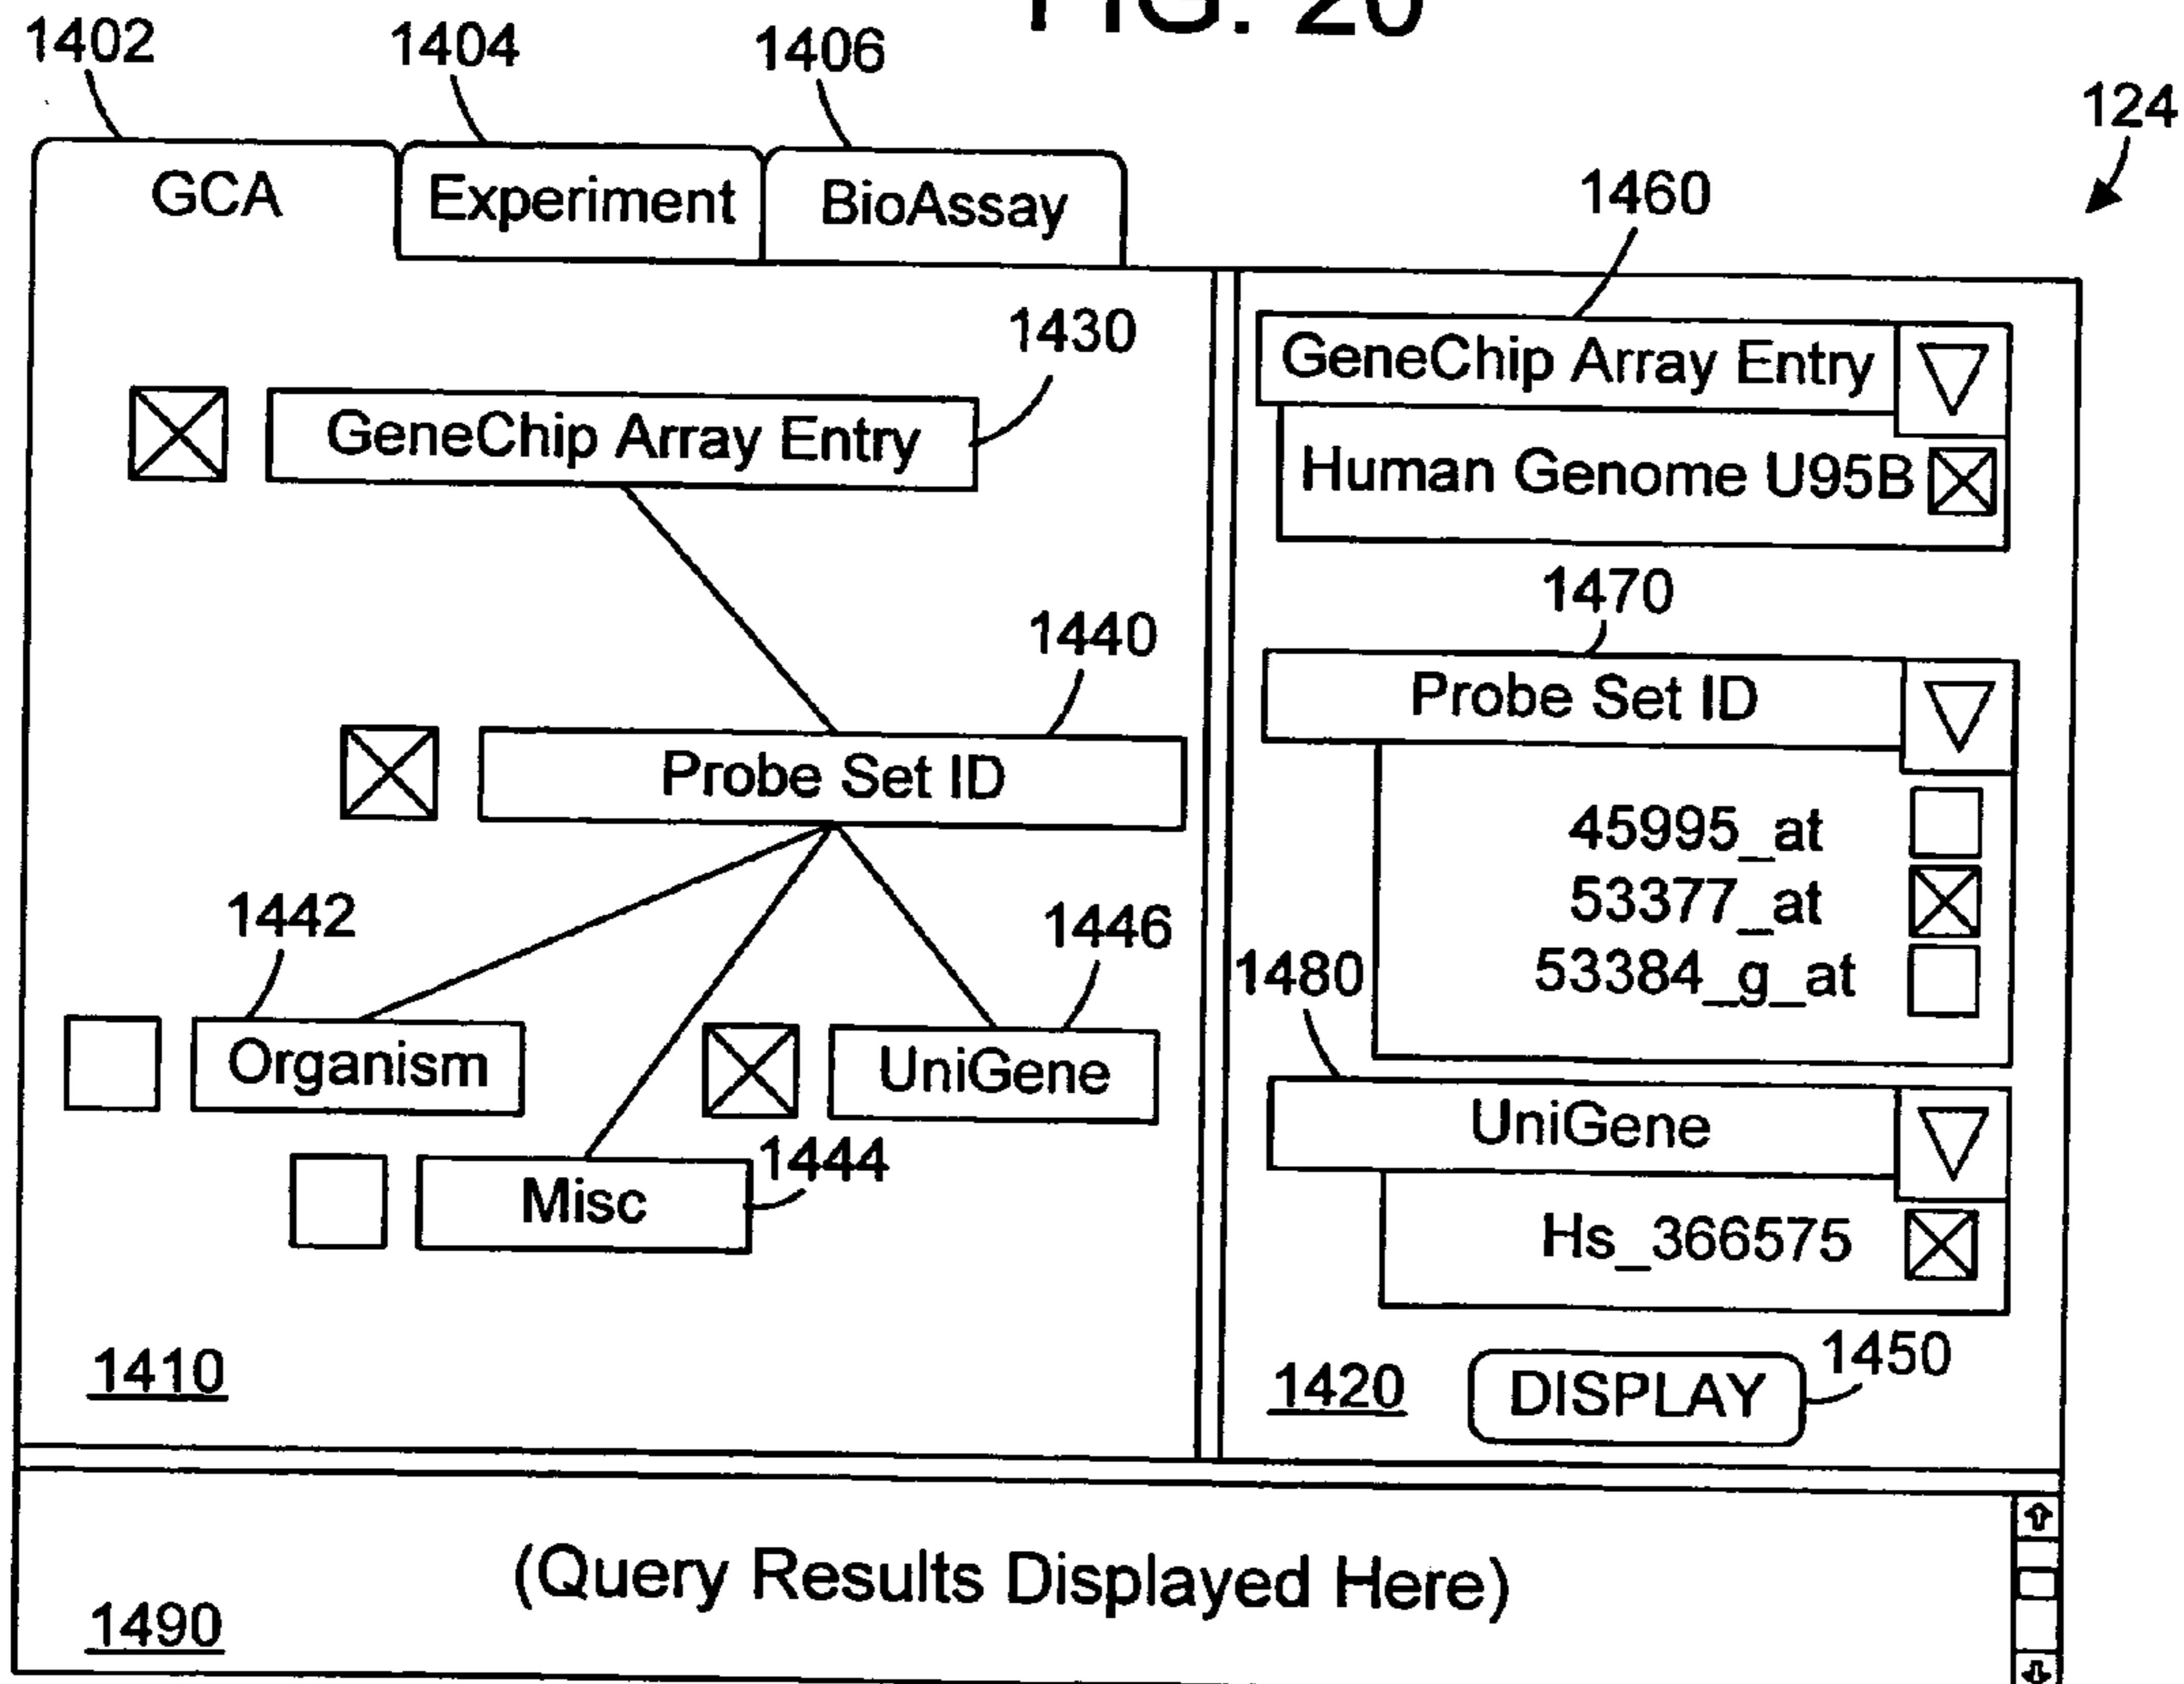 FIG. 20
1402
1404
1406
124
GCA
Experiment
BioAssay
1460
1430
GeneChip Array Entry
GeneChip Array Entry
Human Genome U95B
1470
1440
Probe Set ID
Probe Set ID
45995_at
53377_at
53384_g_at
1442
1446
1480
Organism
UniGene
UniGene
1444
Misc
Hs_366575
1410
1420
DISPLAY
1450
(Query Results Displayed Here)
1490